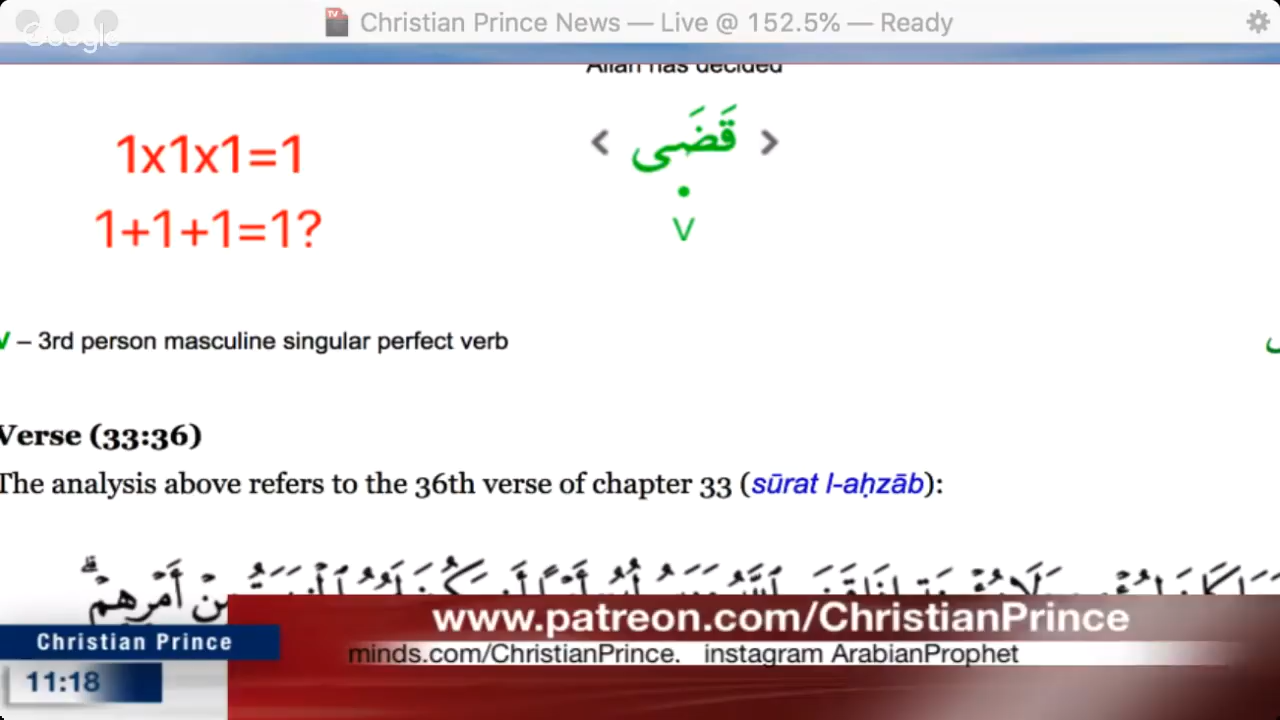 Christian Prince News — Live @ 152.5% — Ready
Google
Allah has decided
1x1x1=1
< قَضَى >
1+1+1=1?
V
V – 3rd person masculine singular perfect verb
Verse (33:36)
The analysis above refers to the 36th verse of chapter 33 (sūrat l-aḥzāb):
مِنْ أَمْرِهِمْ ۗ
www.patreon.com/ChristianPrince
Christian Prince
minds.com/ChristianPrince. instagram ArabianProphet
11:18